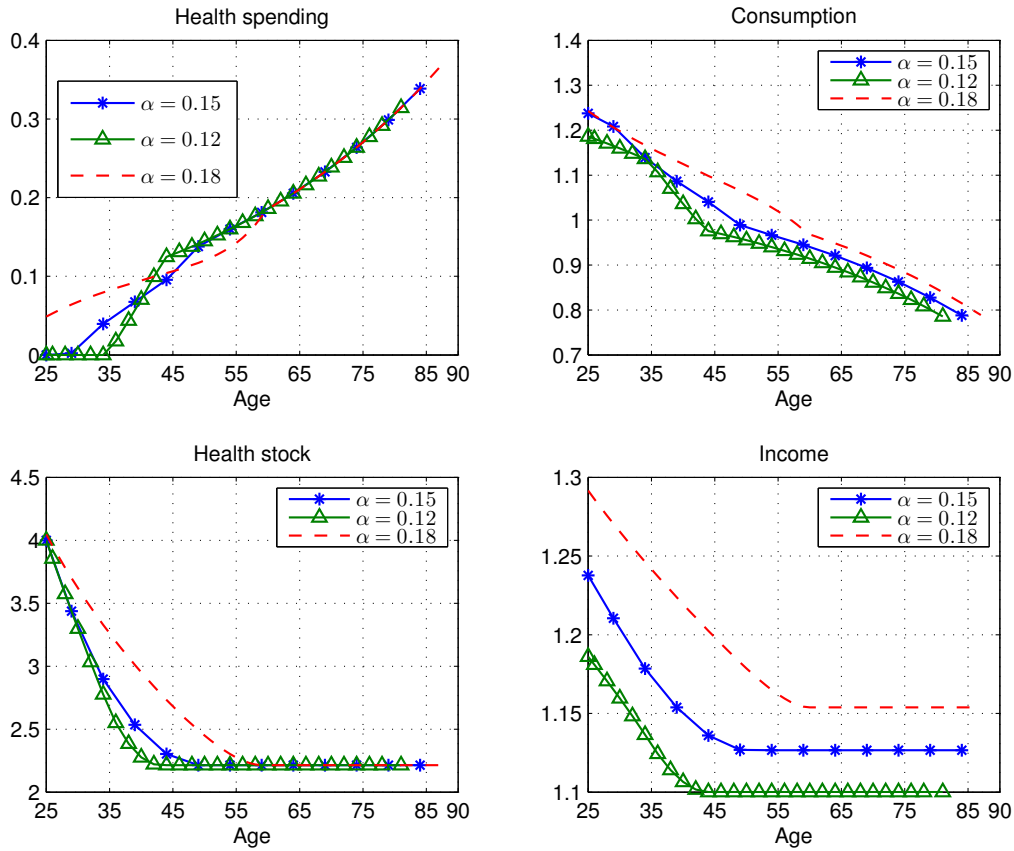 Health spending
0.4
0.3
0.2
0.1
0
α = 0.15
α = 0.12
α = 0.18
25 35 45 55 65 75 85 90
Age
Consumption
1.4
1.3
1.2
1.1
1
0.9
0.8
0.7
α = 0.15
α = 0.12
α = 0.18
25 35 45 55 65 75 85 90
Age
Health stock
4.5
4
3.5
3
2.5
2
α = 0.15
α = 0.12
α = 0.18
25 35 45 55 65 75 85 90
Age
Income
1.3
1.25
1.2
1.15
1.1
α = 0.15
α = 0.12
α = 0.18
25 35 45 55 65 75 85 90
Age